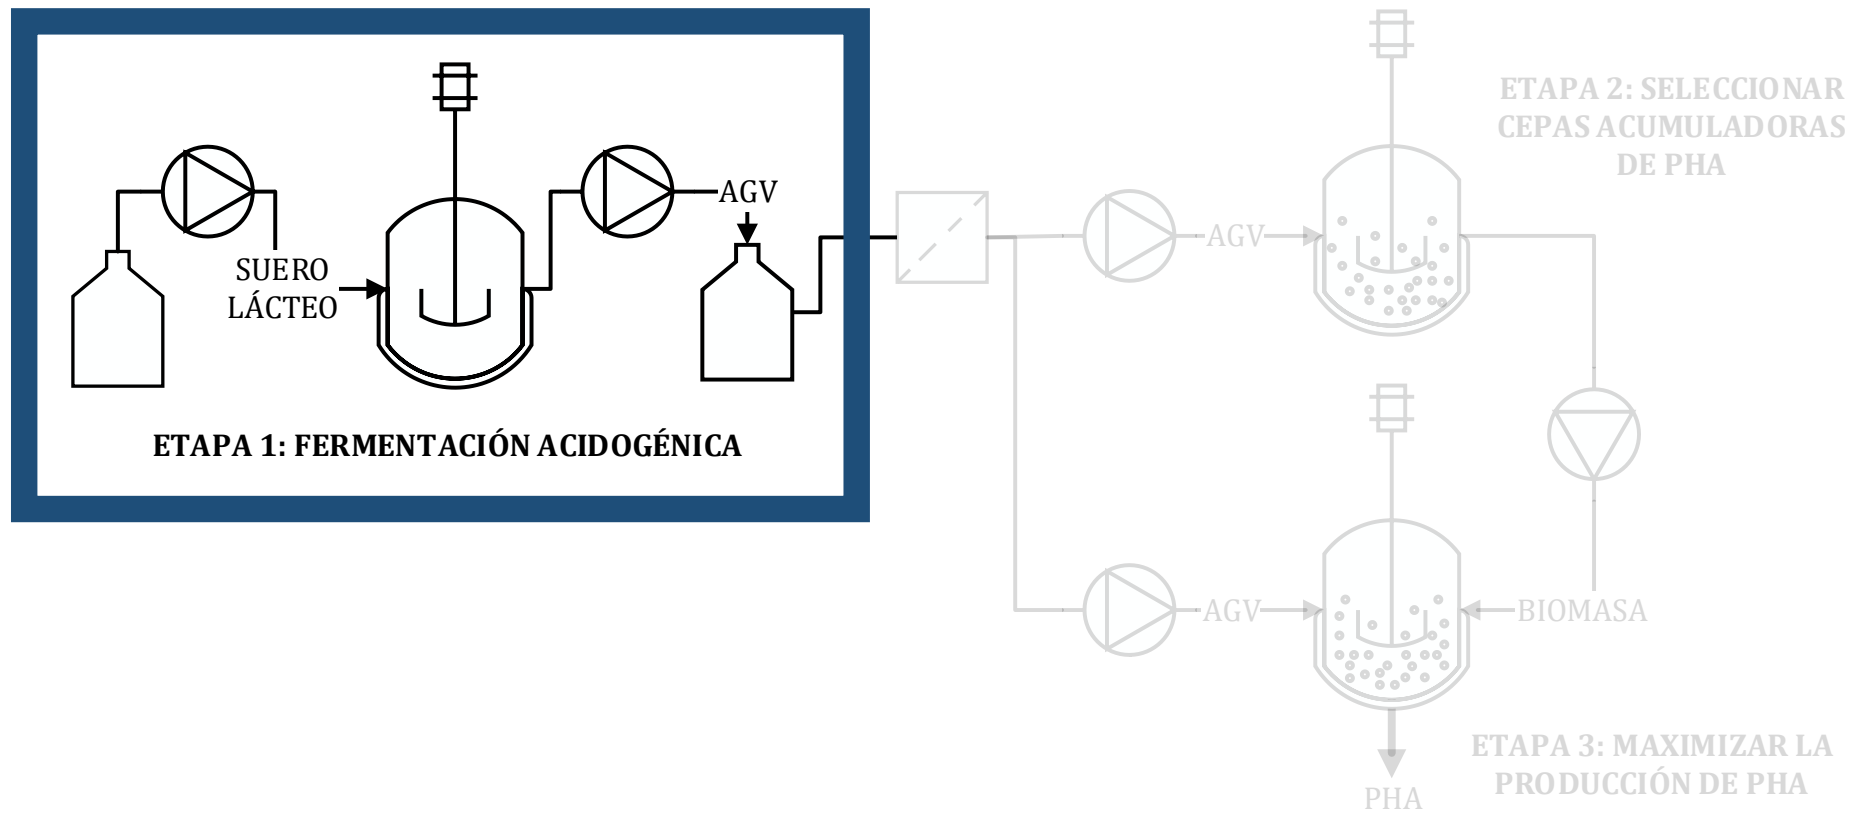 AGV
SUERO
LÁCTEO
ETAPA 1: FERMENTACIÓN ACIDOGÉNICA
ETAPA 2: SELECCIONAR
CEPAS ACUMULADORAS
DE PHA
AGV
AGV
BIOMASA
ETAPA 3: MAXIMIZAR LA
PRODUCCIÓN DE PHA
PHA